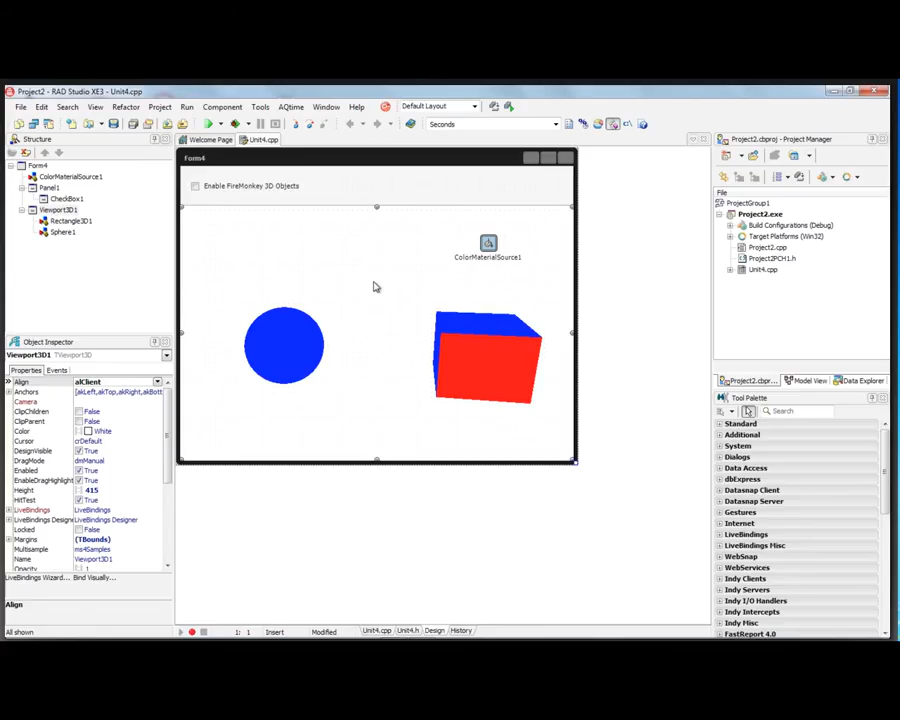 Project2 - RAD Studio XE3 - Unit4.cpp
File Edit Search View Refactor Project Run Component Tools AQtime Window Help Default Layout
Seconds
Structure
Form4
ColorMaterialSource1
Panel1
CheckBox1
Viewport3D1
Rectangle3D1
Sphere1
Object Inspector
Viewport3D1 TViewport3D
Properties Events
Align alClient
Anchors [akLeft,akTop,akRight,akBott
Camera
ClipChildren False
ClipParent False
Color White
Cursor crDefault
DesignVisible True
DragMode dmManual
Enabled True
EnableDragHighlight True
Height 415
HitTest True
LiveBindings LiveBindings
LiveBindings Designer LiveBindings Designer
Locked False
Margins (TBounds)
Multisample ms4Samples
Name Viewport3D1
Opacity 1
LiveBindings Wizard... Bind Visually...
Align
All shown
Welcome Page Unit4.cpp
Form4
Enable FireMonkey 3D Objects
ColorMaterialSource1
1: 1 Insert Modified Unit4.cpp Unit4.h Design History
Project2.cbproj - Project Manager
File
ProjectGroup1
Project2.exe
Build Configurations (Debug)
Target Platforms (Win32)
Project2.cpp
Project2PCH1.h
Unit4.cpp
Project2.cbpr... Model View Data Explorer
Tool Palette
Search
Standard
Additional
System
Dialogs
Data Access
dbExpress
Datasnap Client
Datasnap Server
Gestures
Internet
LiveBindings
LiveBindings Misc
WebSnap
WebServices
Indy Clients
Indy Servers
Indy I/O Handlers
Indy Intercepts
Indy Misc
FastReport 4.0